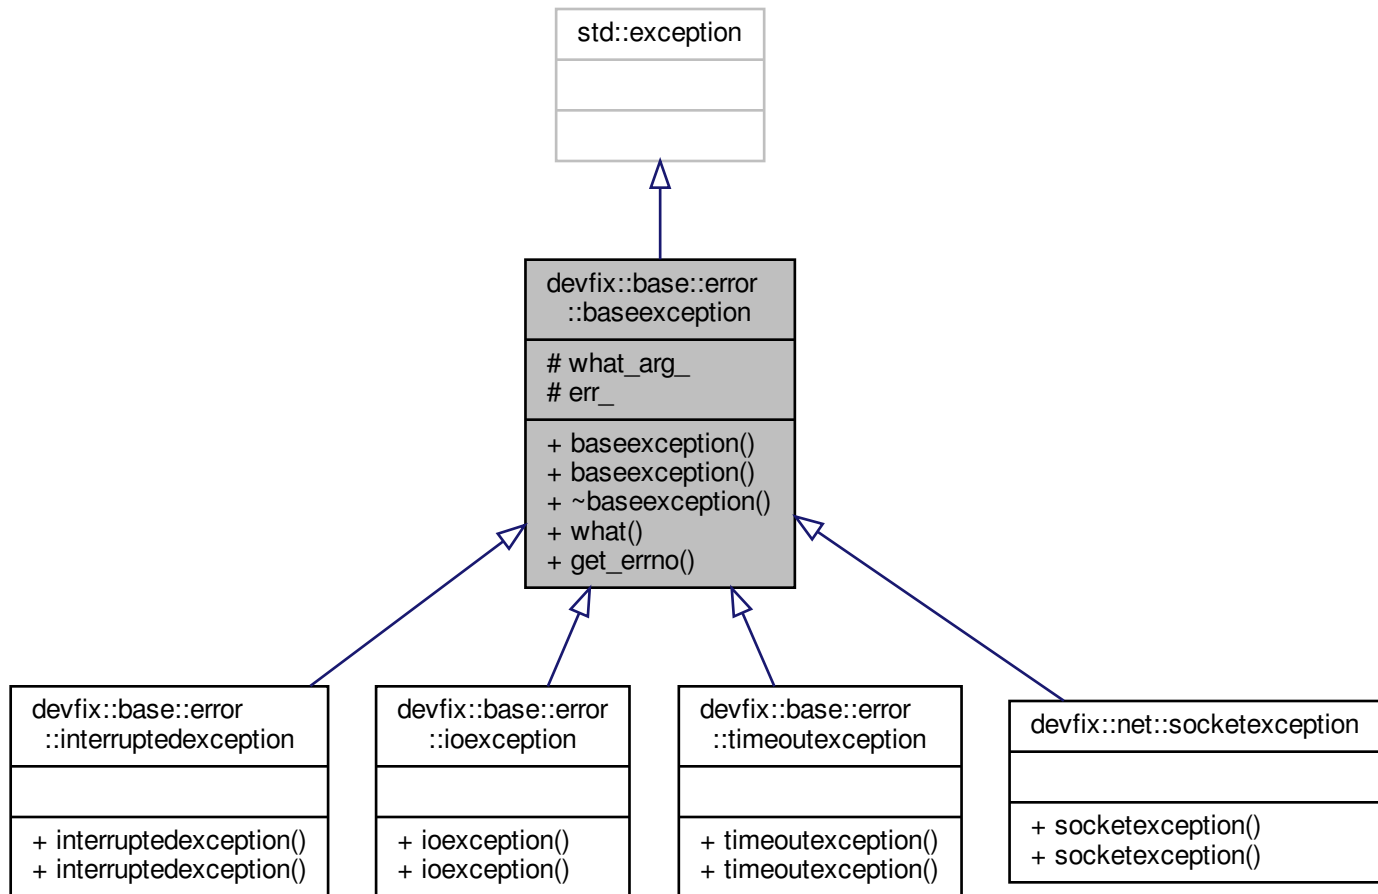 std::exception
devfix::base::error
::baseexception
# what_arg_
# err_
+ baseexception()
+ baseexception()
+ ~baseexception()
+ what()
+ get_errno()
devfix::base::error
::interruptedexception
+ interruptedexception()
+ interruptedexception()
devfix::base::error
::ioexception
+ ioexception()
+ ioexception()
devfix::base::error
::timeoutexception
+ timeoutexception()
+ timeoutexception()
devfix::net::socketexception
+ socketexception()
+ socketexception()